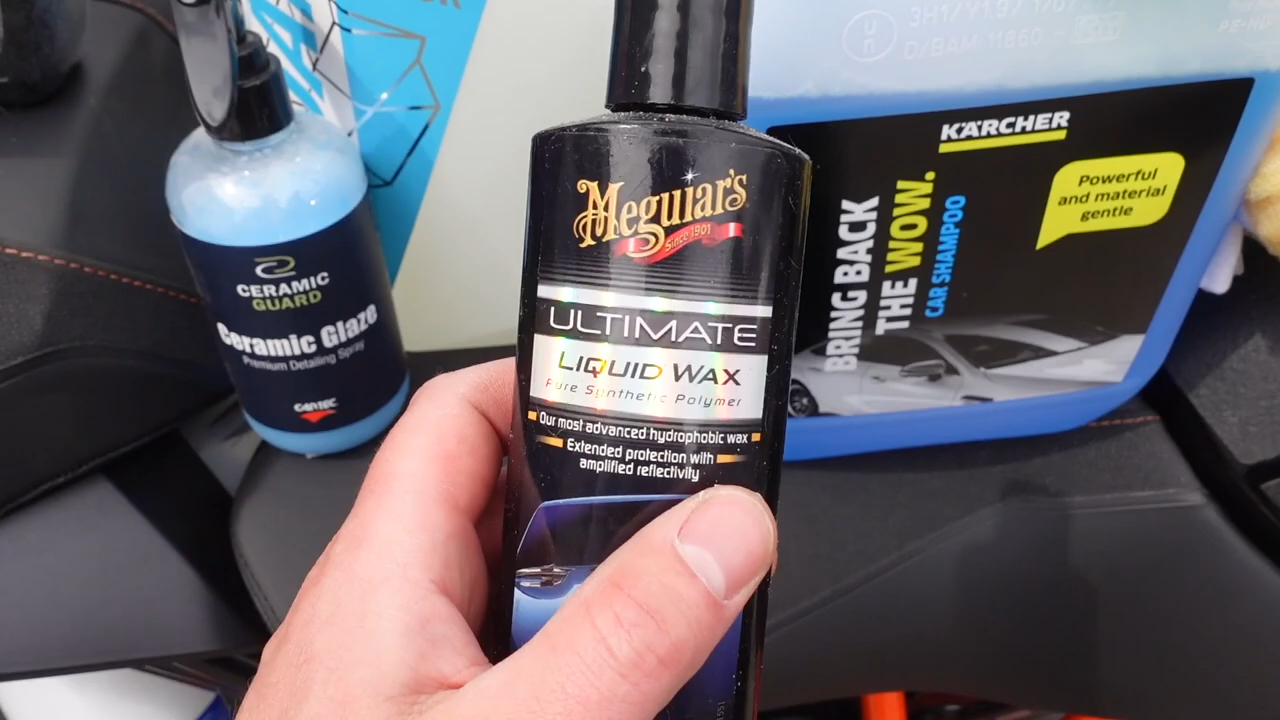 CERAMIC
GUARD
Ceramic Glaze
Premium Detailing Spray
Meguiar's
Since 1901
ULTIMATE
LIQUID WAX
Pure Synthetic Polymer
Our most advanced hydrophobic wax
Extended protection with
amplified reflectivity
KÄRCHER
BRING BACK
THE WOW.
CAR SHAMPOO
Powerful
and material
gentle